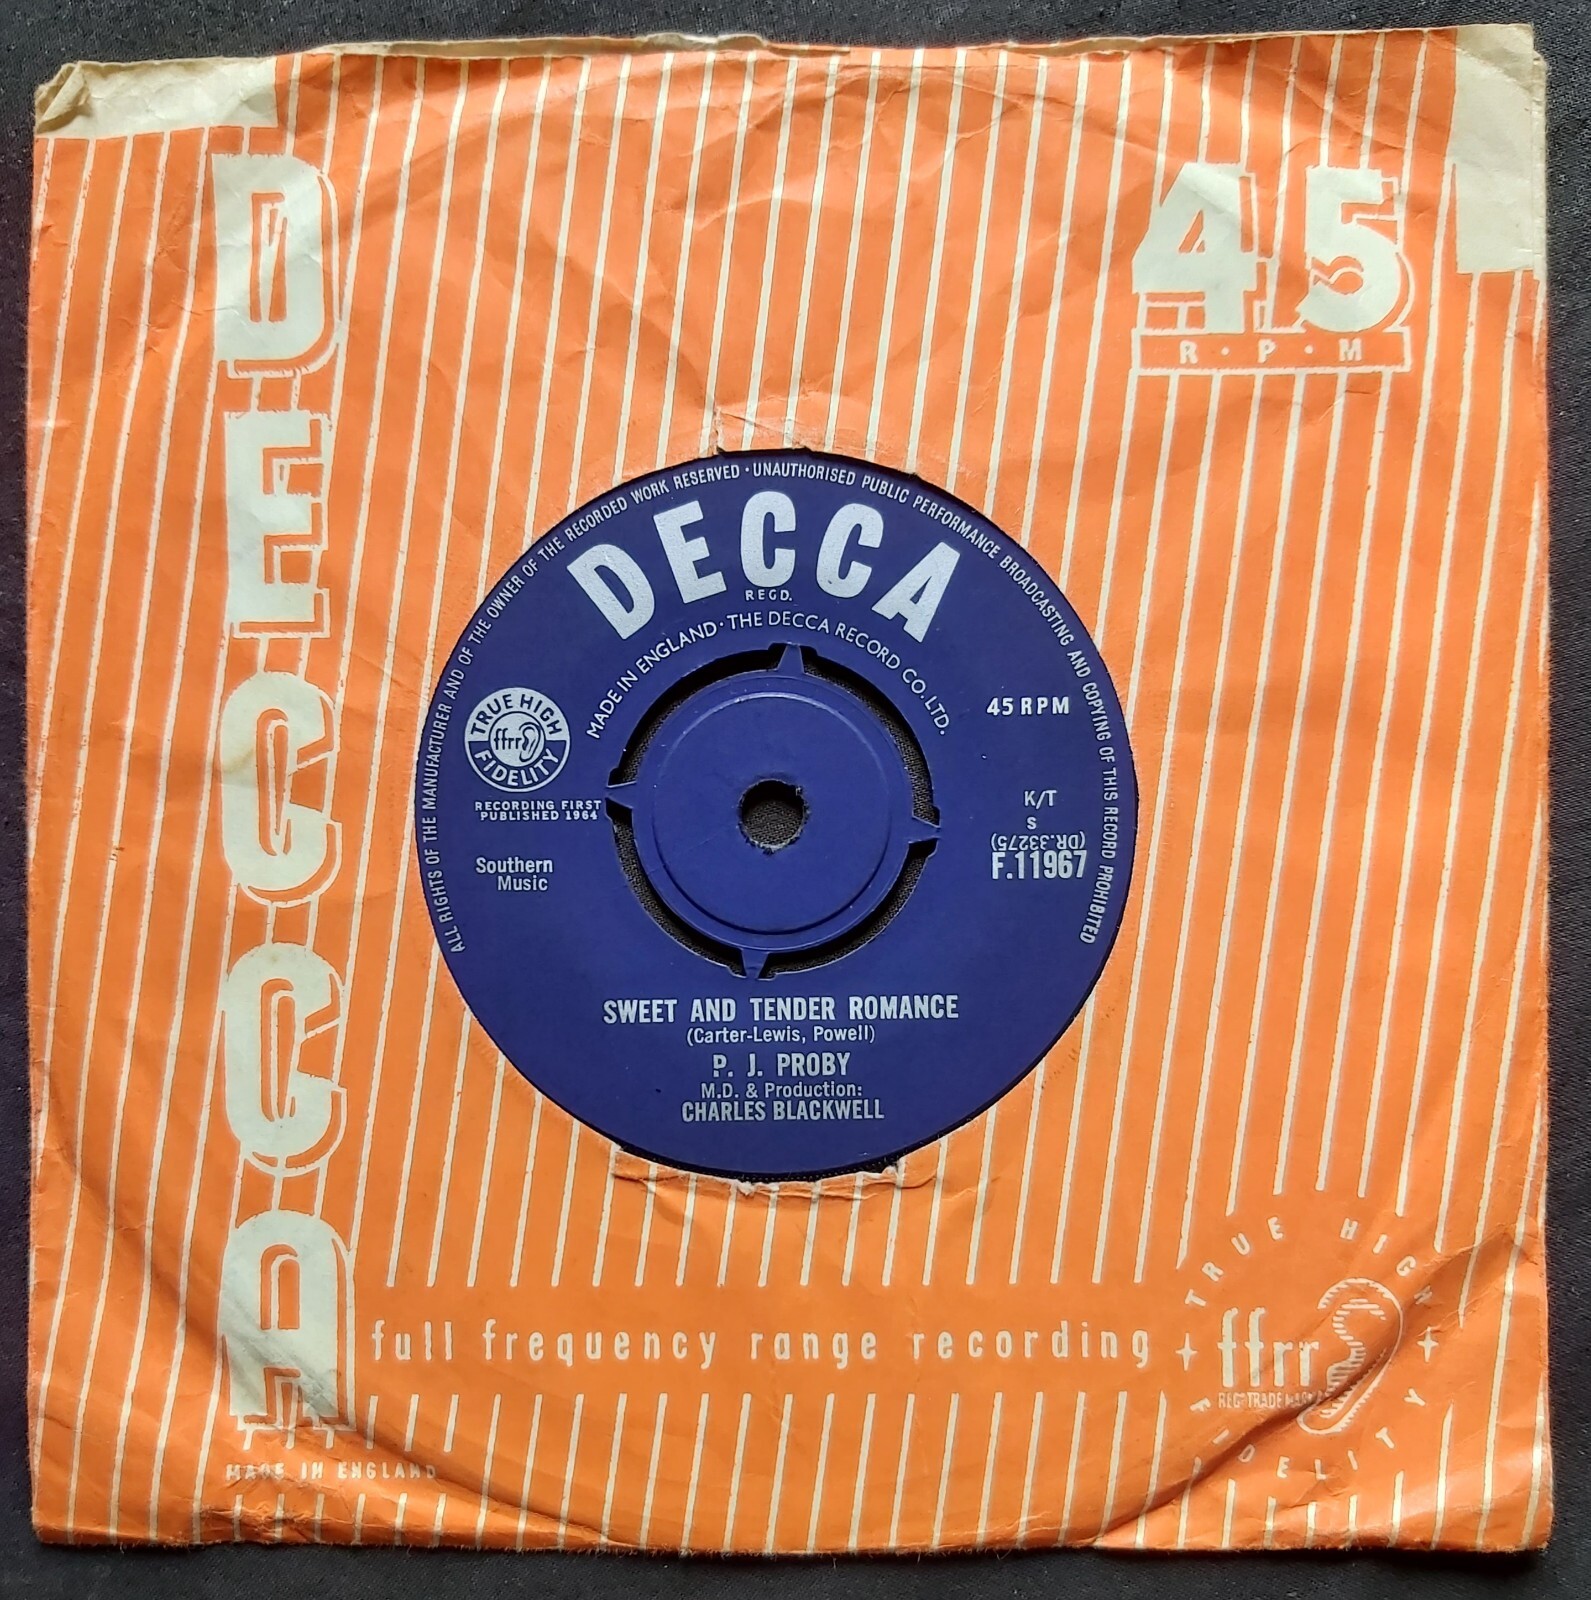 DECCA
45
R·P·M
ALL RIGHTS OF THE MANUFACTURER AND OF THE OWNER OF THE RECORDED WORK RESERVED · UNAUTHORISED PUBLIC PERFORMANCE BROADCASTING AND COPYING OF THIS RECORD PROHIBITED
DECCA
REGD.
MADE IN ENGLAND · THE DECCA RECORD CO. LTD.
TRUE HIGH
ffrr
FIDELITY
45 RPM
RECORDING FIRST
PUBLISHED 1964
K/T
S
(DR.33275)
F.11967
Southern
Music
SWEET AND TENDER ROMANCE
(Carter-Lewis, Powell)
P. J. PROBY
M.D. & Production:
CHARLES BLACKWELL
full frequency range recording
TRUE HIGH
ffrr
REGD TRADE MARK
FIDELITY
MADE IN ENGLAND